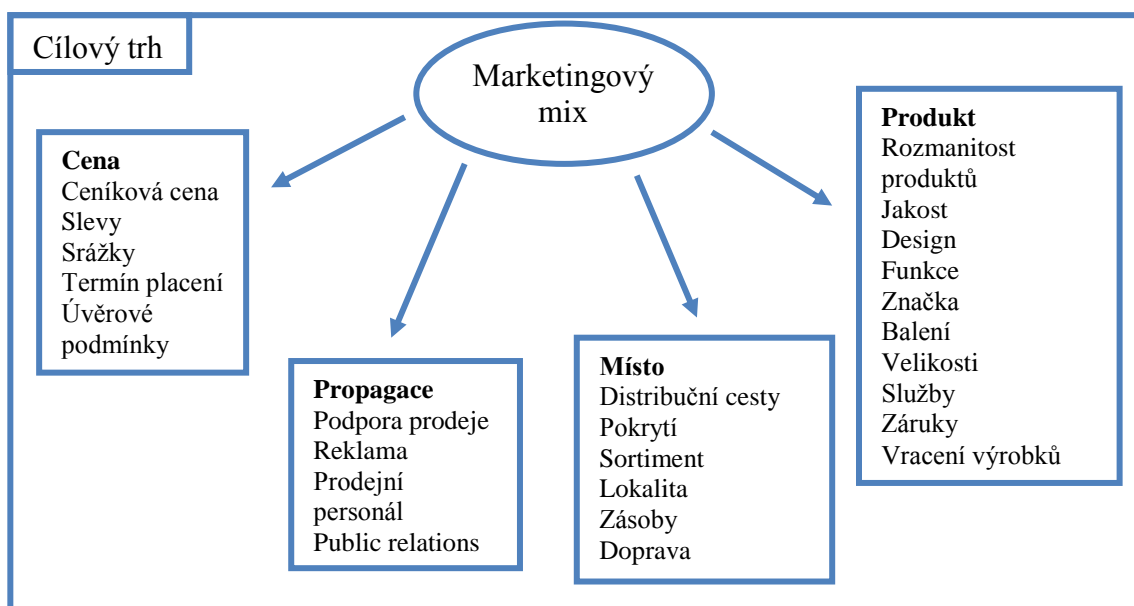 Cílový trh
Marketingový
mix
Cena
Ceníková cena
Slevy
Srážky
Termín placení
Úvěrové
podmínky
Propagace
Podpora prodeje
Reklama
Prodejní
personál
Public relations
Místo
Distribuční cesty
Pokrytí
Sortiment
Lokalita
Zásoby
Doprava
Produkt
Rozmanitost
produktů
Jakost
Design
Funkce
Značka
Balení
Velikosti
Služby
Záruky
Vracení výrobků